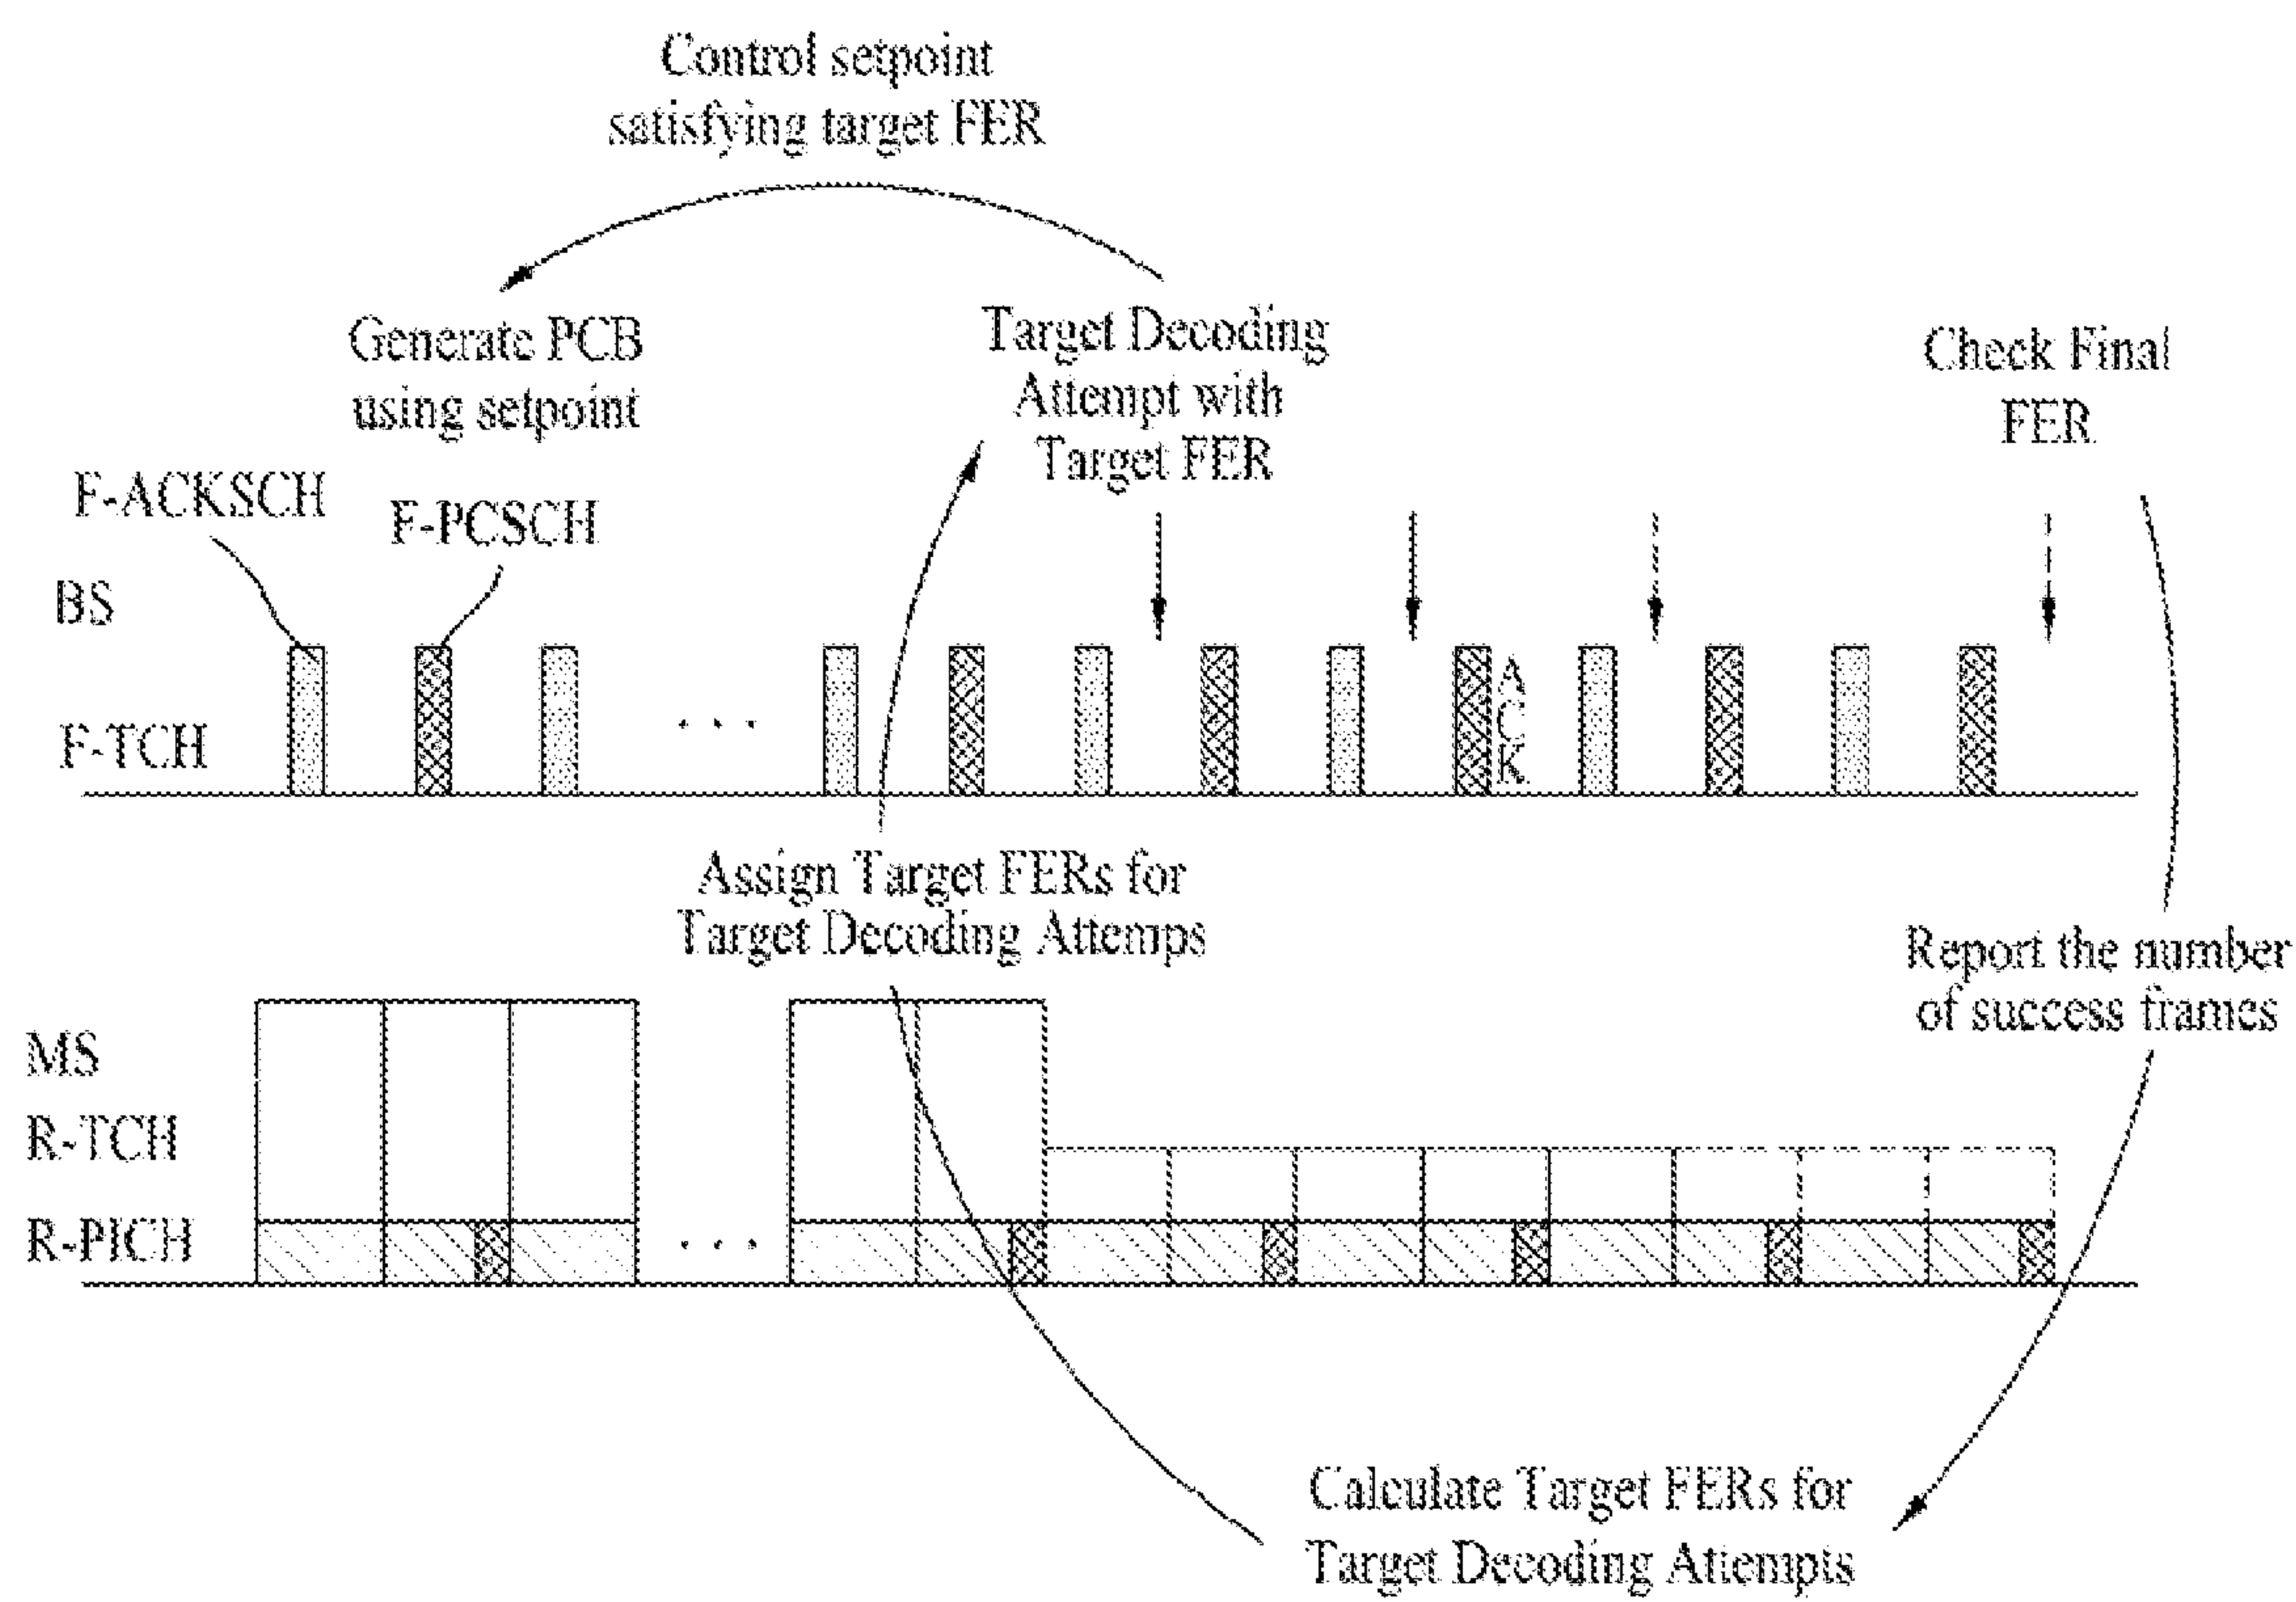 Control setpoint
satisfying target FER
Generate PCB
using setpoint
Target Decoding
Attempt with
Target FER
Check Final
FER
F-ACKSCH
F-PCSCH
BS
F-TCH
ACK
Assign Target FERs for
Target Decoding Attemps
Report the number
of success frames
MS
R-TCH
R-PICH
Calculate Target FERs for
Target Decoding Attempts